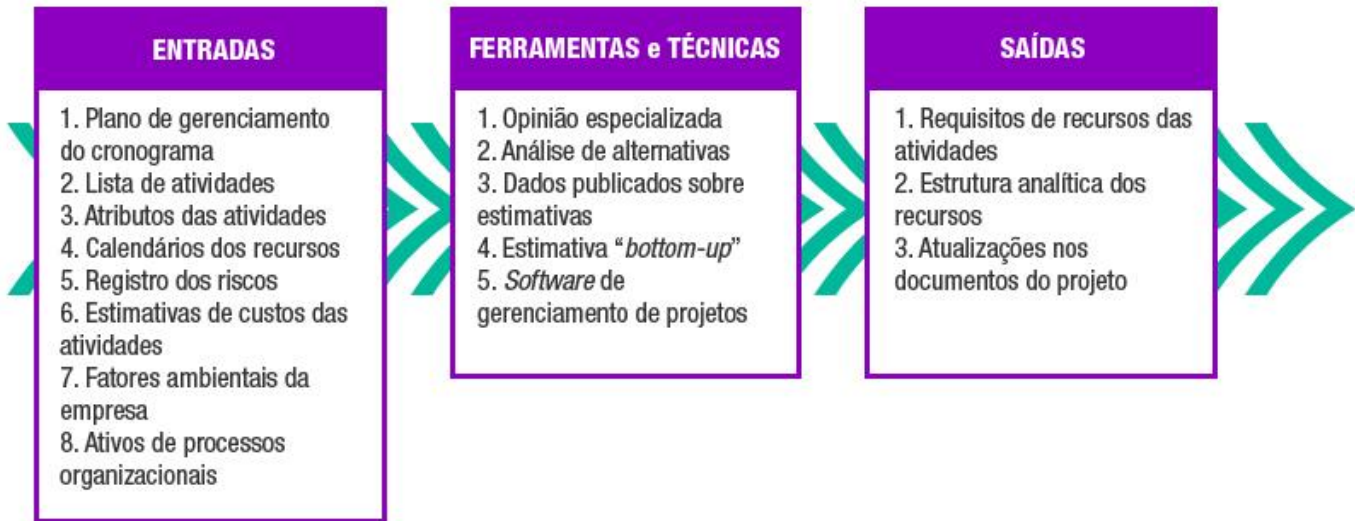 ENTRADAS
1. Plano de gerenciamento
do cronograma
2. Lista de atividades
3. Atributos das atividades
4. Calendários dos recursos
5. Registro dos riscos
6. Estimativas de custos das
atividades
7. Fatores ambientais da
empresa
8. Ativos de processos
organizacionais
FERRAMENTAS e TÉCNICAS
1. Opinião especializada
2. Análise de alternativas
3. Dados publicados sobre
estimativas
4. Estimativa “bottom-up”
5. Software de
gerenciamento de projetos
SAÍDAS
1. Requisitos de recursos das
atividades
2. Estrutura analítica dos
recursos
3. Atualizações nos
documentos do projeto